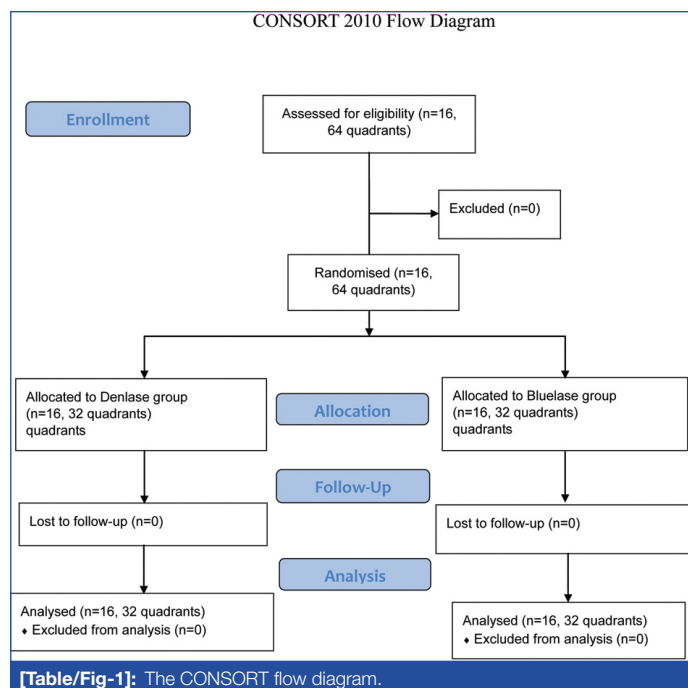 CONSORT 2010 Flow Diagram
Enrollment
Assessed for eligibility (n=16,
64 quadrants)
Excluded (n=0)
Randomised (n=16,
64 quadrants)
Allocated to Denlase group
(n=16, 32 quadrants)
quadrants
Allocation
Allocated to Bluelase group
(n=16, 32 quadrants)
quadrants
Follow-Up
Lost to follow-up (n=0)
Lost to follow-up (n=0)
Analysis
Analysed (n=16, 32 quadrants)
♦ Excluded from analysis (n=0)
Analysed (n=16, 32 quadrants)
♦ Excluded from analysis (n=0)
[Table/Fig-1]: The CONSORT flow diagram.